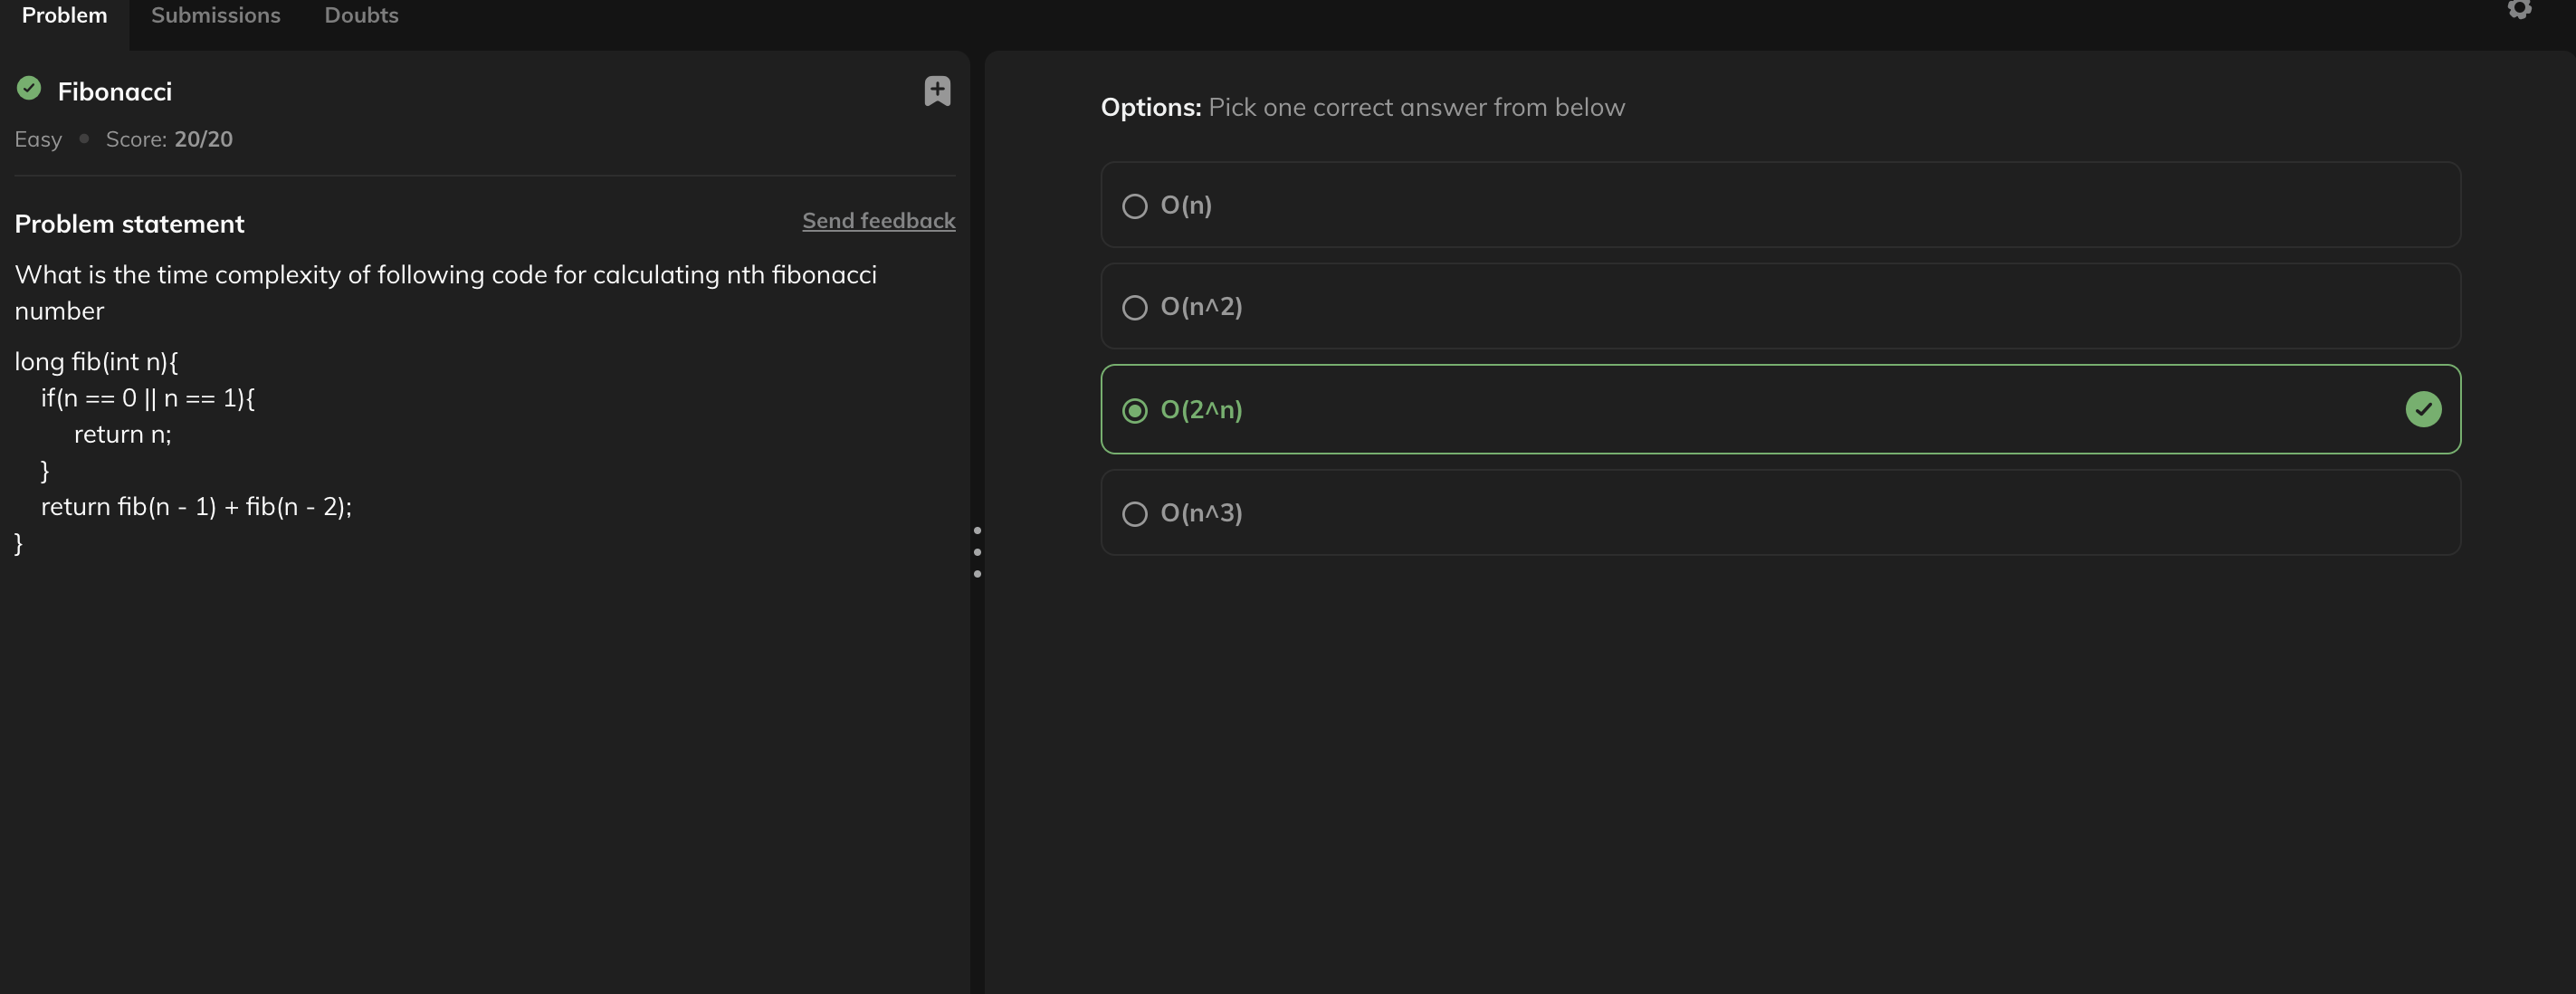 Problem Submissions Doubts
Fibonacci
Easy Score: 20/20
Problem statement Send feedback
What is the time complexity of following code for calculating nth fibonacci
number
long fib(int n){
if(n == 0 || n == 1){
return n;
}
return fib(n - 1) + fib(n - 2);
}
Options: Pick one correct answer from below
O(n)
O(n^2)
O(2^n)
O(n^3)